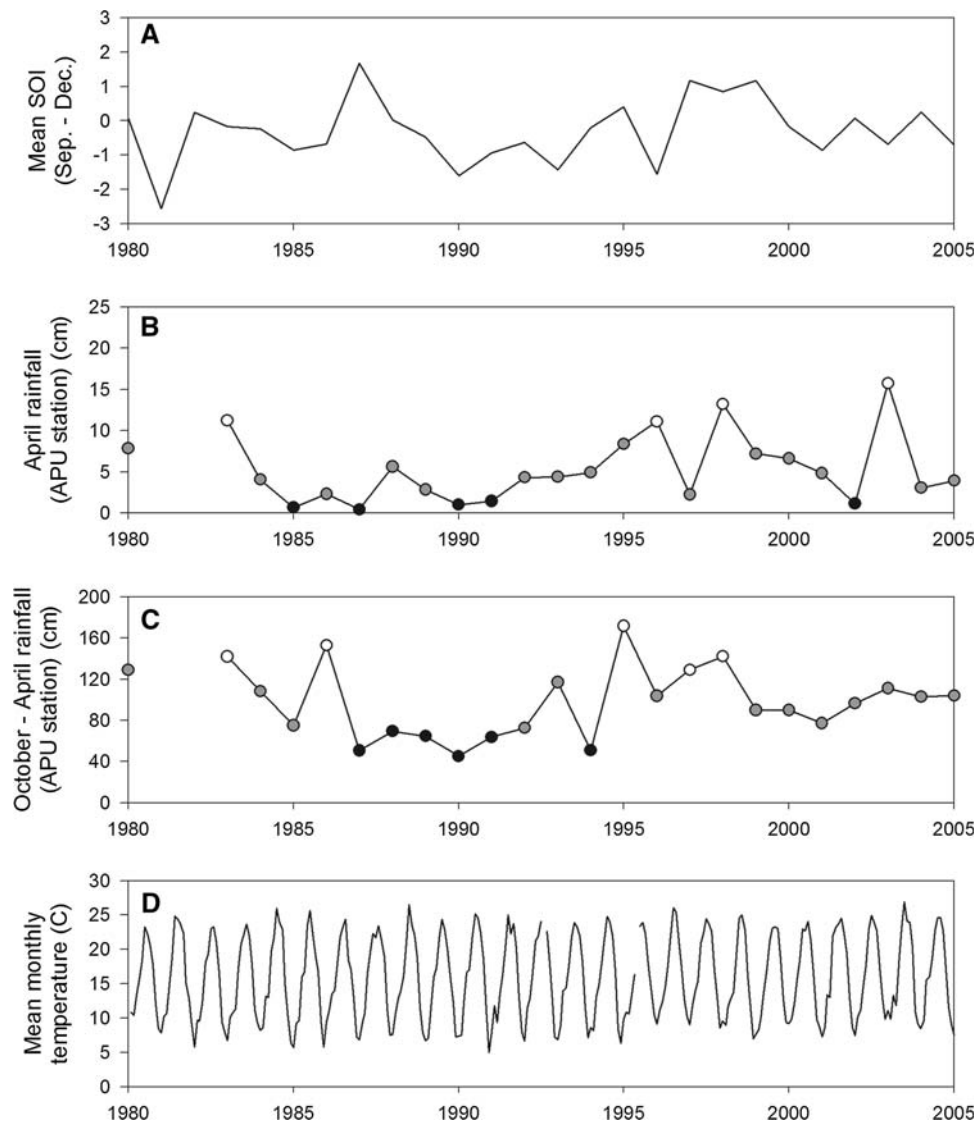 A
Mean SOI
(Sep. - Dec.)
3
2
1
0
-1
-2
-3
1980 1985 1990 1995 2000 2005
B
April rainfall
(APU station) (cm)
25
20
15
10
5
0
1980 1985 1990 1995 2000 2005
C
October - April rainfall
(APU station) (cm)
200
160
120
80
40
0
1980 1985 1990 1995 2000 2005
D
Mean monthly
temperature (C)
30
25
20
15
10
5
0
1980 1985 1990 1995 2000 2005